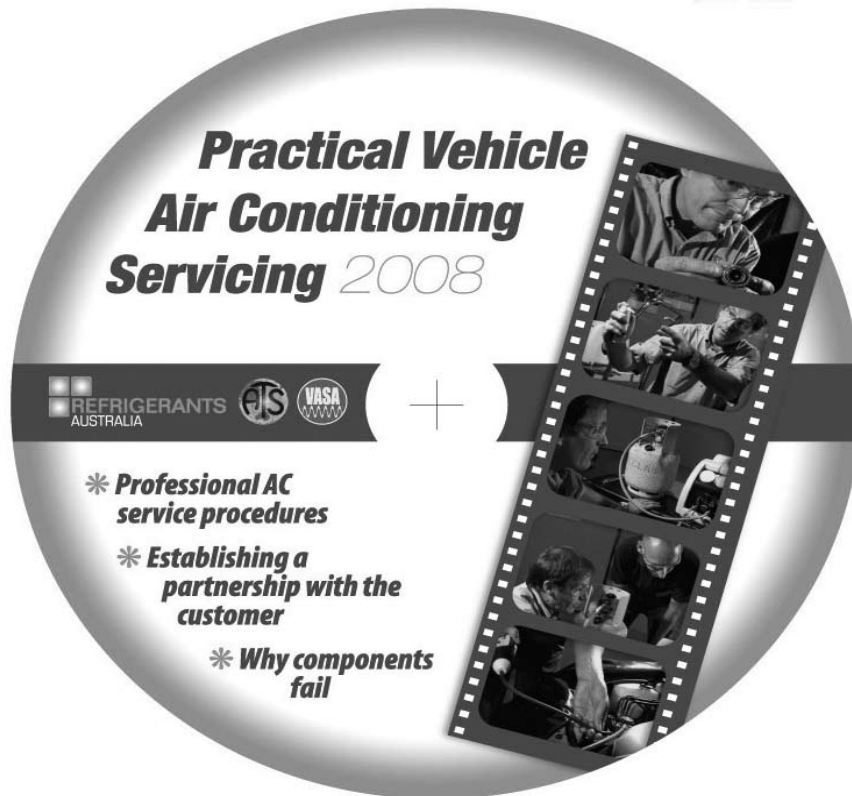 Practical Vehicle
Air Conditioning
Servicing 2008
REFRIGERANTS
AUSTRALIA
ATS
VASA
* Professional AC
service procedures
* Establishing a
partnership with the
customer
* Why components
fail